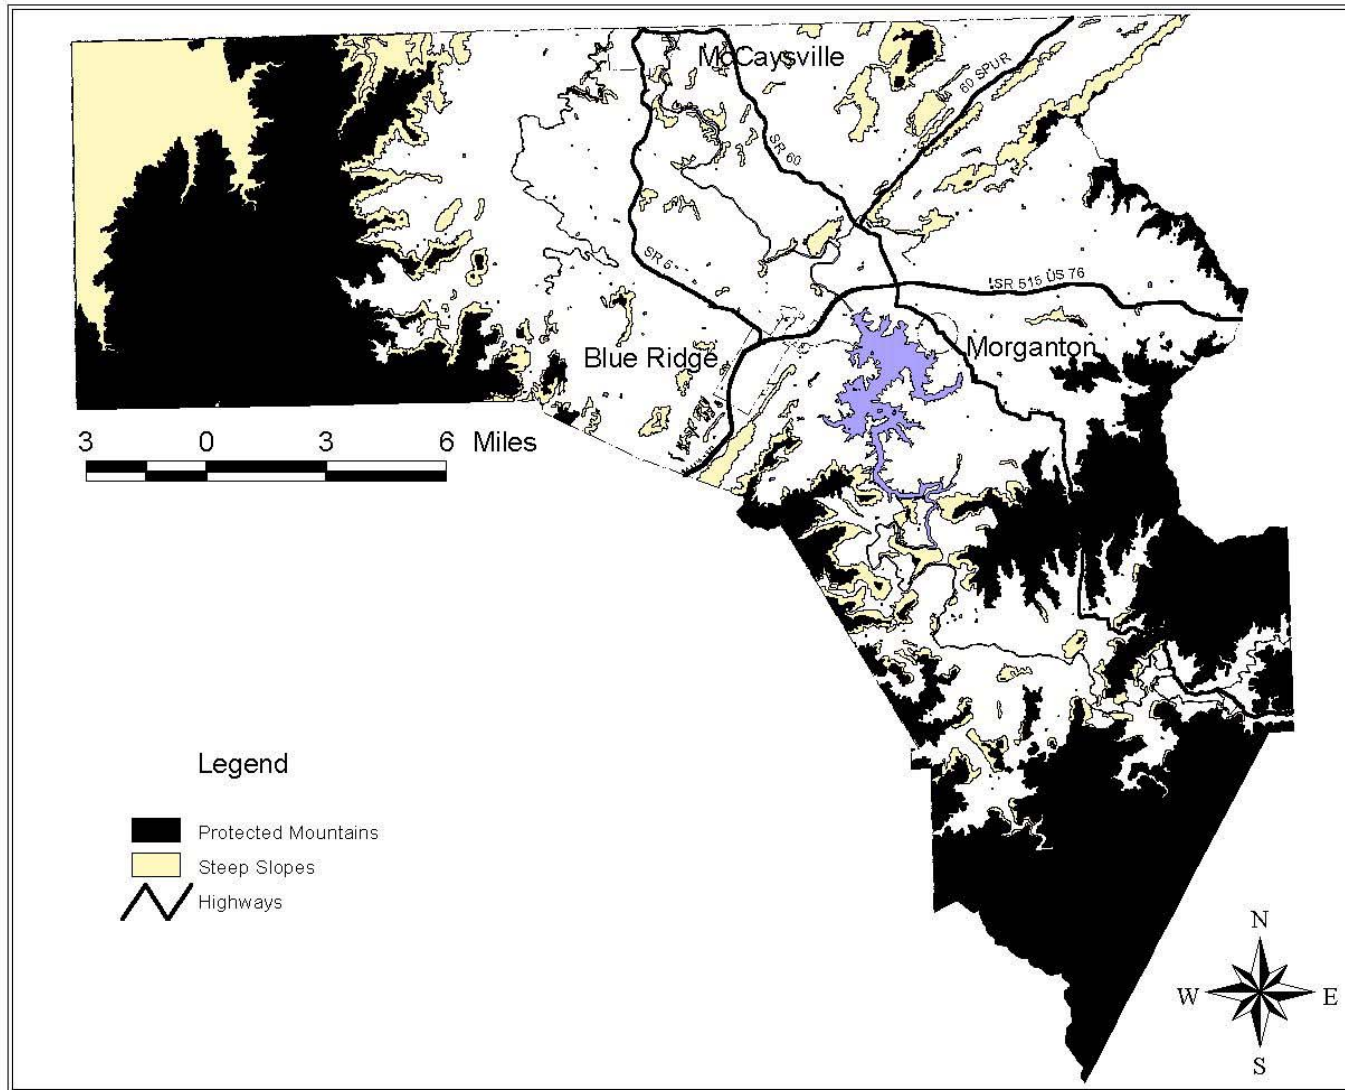 McCaysville
60 SPUR
SR 60
SR 5
SR 515 US 76
Blue Ridge
Morganton
3 0 3 6 Miles
Legend
Protected Mountains
Steep Slopes
Highways
N
W E
S